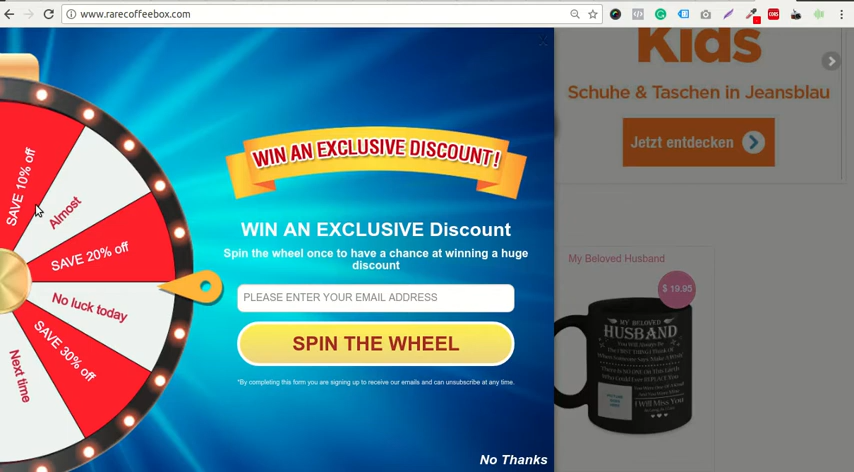 www.rarecoffeebox.com
Kids
Schuhe & Taschen in Jeansblau
Jetzt entdecken
WIN AN EXCLUSIVE DISCOUNT!
WIN AN EXCLUSIVE Discount
Spin the wheel once to have a chance at winning a huge
discount
PLEASE ENTER YOUR EMAIL ADDRESS
SPIN THE WHEEL
*By completing this form you are signing up to receive our emails and can unsubscribe at any time.
No Thanks
SAVE 10% off
Almost
SAVE 20% off
No luck today
SAVE 30% off
Next time
My Beloved Husband
$ 19.95
MY BELOVED
HUSBAND
I Will Miss You